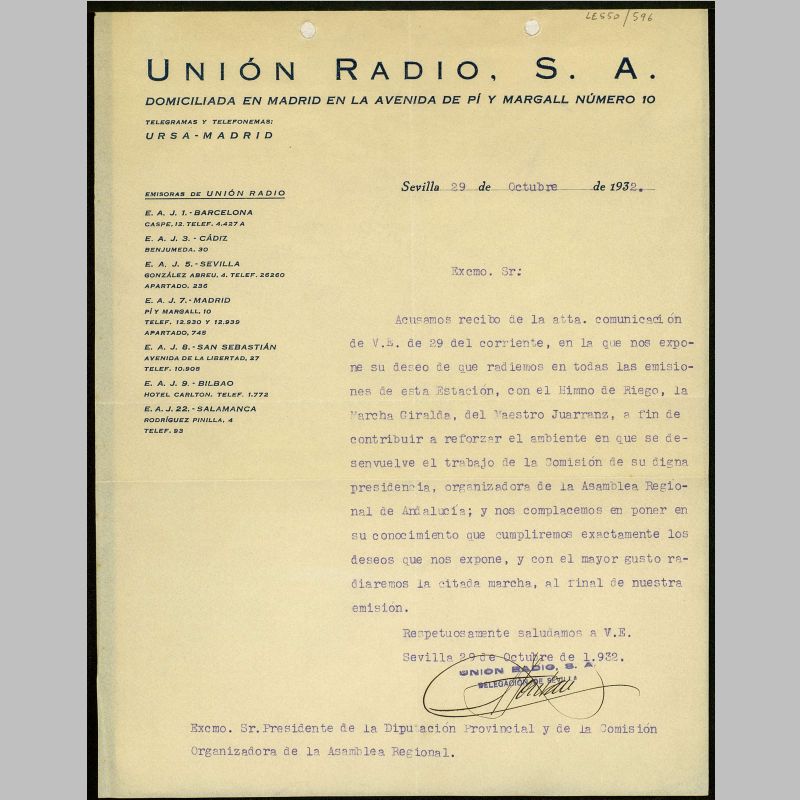 LE550/596
UNIÓN RADIO, S. A.
DOMICILIADA EN MADRID EN LA AVENIDA DE PÍ Y MARGALL NÚMERO 10
TELEGRAMAS Y TELEFONEMAS:
URSA-MADRID
Sevilla 29 de Octubre de 1932.
EMISORAS DE UNIÓN RADIO
E. A. J. 1.-BARCELONA
CASPE, 12. TELEF. 4.427 A
E. A. J. 3. - CÁDIZ
BENJUMEDA, 30
E. A. J. 5.-SEVILLA
GONZÁLEZ ABREU, 4. TELEF. 26260
APARTADO, 236
E. A. J. 7.-MADRID
PÍ Y MARGALL, 10
TELEF. 12.930 Y 12.939
APARTADO, 745
E. A. J. 8.-SAN SEBASTIÁN
AVENIDA DE LA LIBERTAD, 27
TELEF. 10.905
E. A. J. 9.-BILBAO
HOTEL CARLTON. TELEF. 1.772
E. A. J. 22.-SALAMANCA
RODRÍGUEZ PINILLA, 4
TELEF. 93
Excmo. Sr:
Acusamos recibo de la atta. comunicación
de V.E. de 29 del corriente, en la que nos expo-
ne su deseo de que radiemos en todas las emisio-
nes de esta Estación, con el Himno de Riego, la
Marcha Giralda, del Maestro Juarranz, a fin de
contribuir a reforzar el ambiente en que se de-
senvuelve el trabajo de la Comisión de su digna
presidencia, organizadora de la Asamblea Regio-
nal de Andalucía; y nos complacemos en poner en
su conocimiento que cumpliremos exactamente los
deseos que nos expone, y con el mayor gusto ra-
diaremos la citada marcha, al final de nuestra
emisión.
Respetuosamente saludamos a V.E.
Sevilla 29 de Octubre de 1.932.
UNION RADIO, S. A.
DELEGACIÓN DE SEVILLA
Excmo. Sr.Presidente de la Diputación Provincial y de la Comisión
Organizadora de la Asamblea Regional.